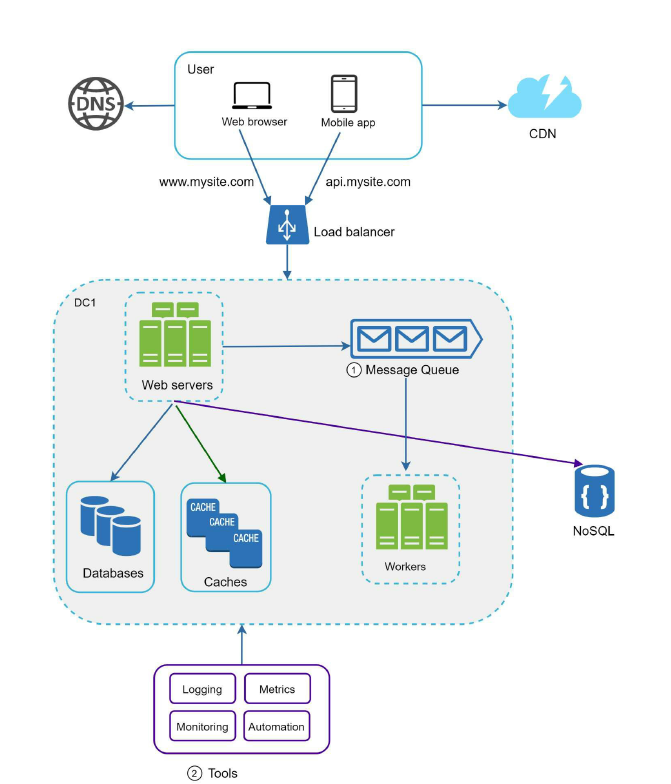 User
DNS
Web browser
Mobile app
CDN
www.mysite.com
api.mysite.com
Load balancer
DC1
Web servers
1 Message Queue
CACHE
CACHE
CACHE
{ }
NoSQL
Databases
Caches
Workers
Logging
Metrics
Monitoring
Automation
2 Tools